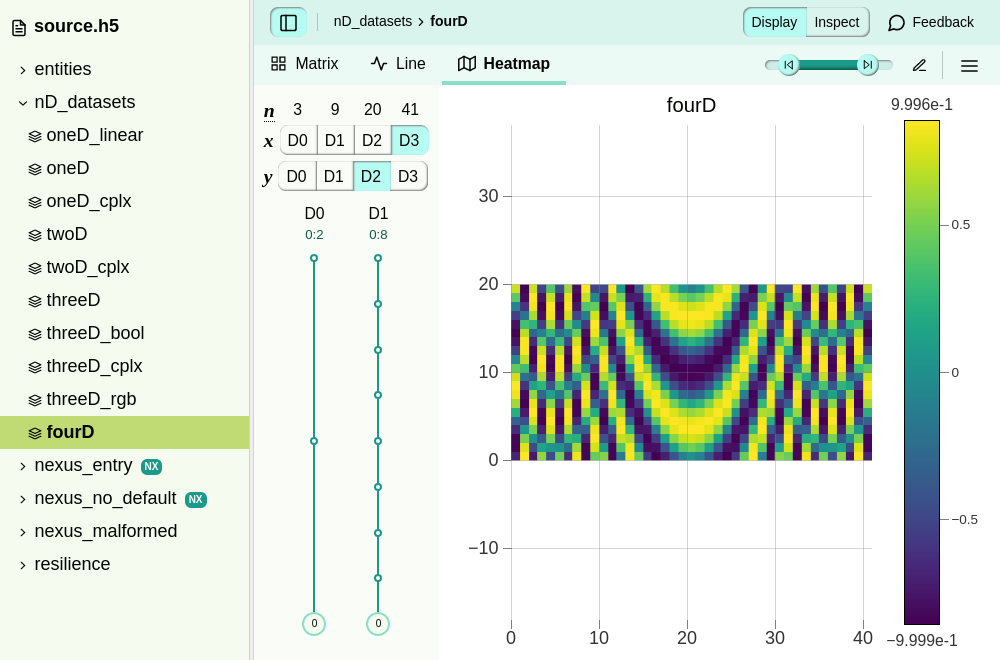 source.h5
nD_datasets fourD
Display Inspect Feedback
entities
nD_datasets
oneD_linear
oneD
oneD_cplx
twoD
twoD_cplx
threeD
threeD_bool
threeD_cplx
threeD_rgb
fourD
nexus_entry NX
nexus_no_default NX
nexus_malformed
resilience
Matrix Line Heatmap
n 3 9 20 41
x D0 D1 D2 D3
y D0 D1 D2 D3
D0 D1
0:2 0:8
0 0
fourD
30
20
10
0
−10
0 10 20 30 40
9.996e-1
0.5
0
−0.5
−9.999e-1